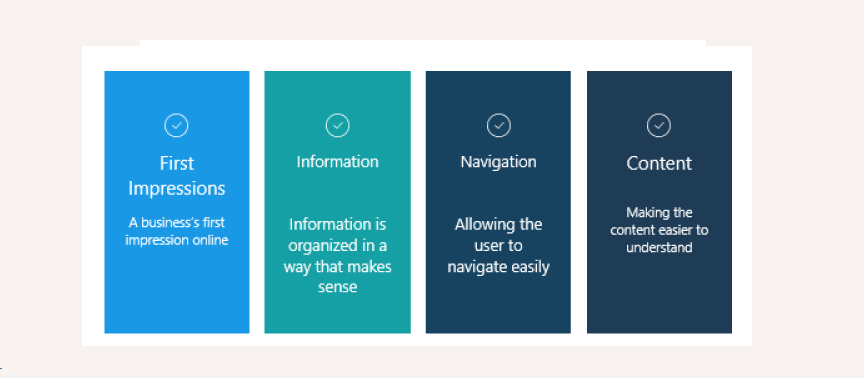 First
Impressions
A business's first
impression online
Information
Information is
organized in a
way that makes
sense
Navigation
Allowing the
user to
navigate easily
Content
Making the
content easier to
understand